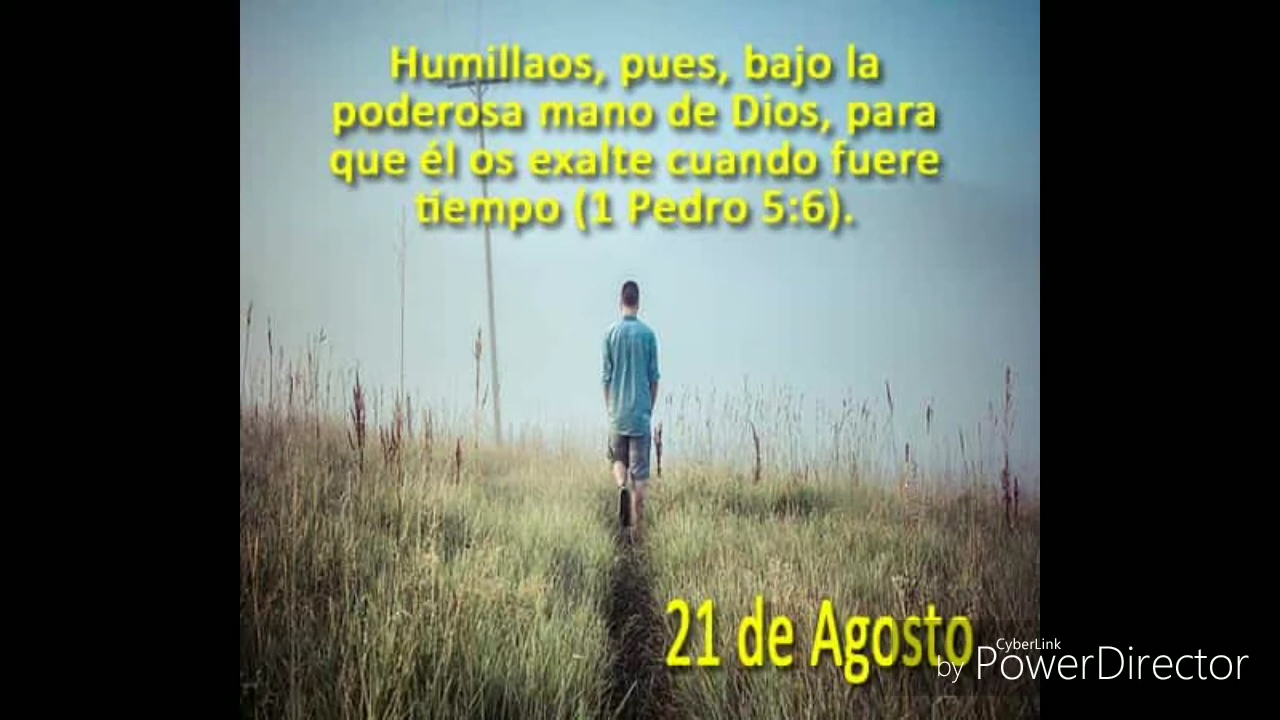 Humillaos, pues, bajo la
poderosa mano de Dios, para
que él os exalte cuando fuere
tiempo (1 Pedro 5:6).
21 de Agosto
CyberLink
by PowerDirector